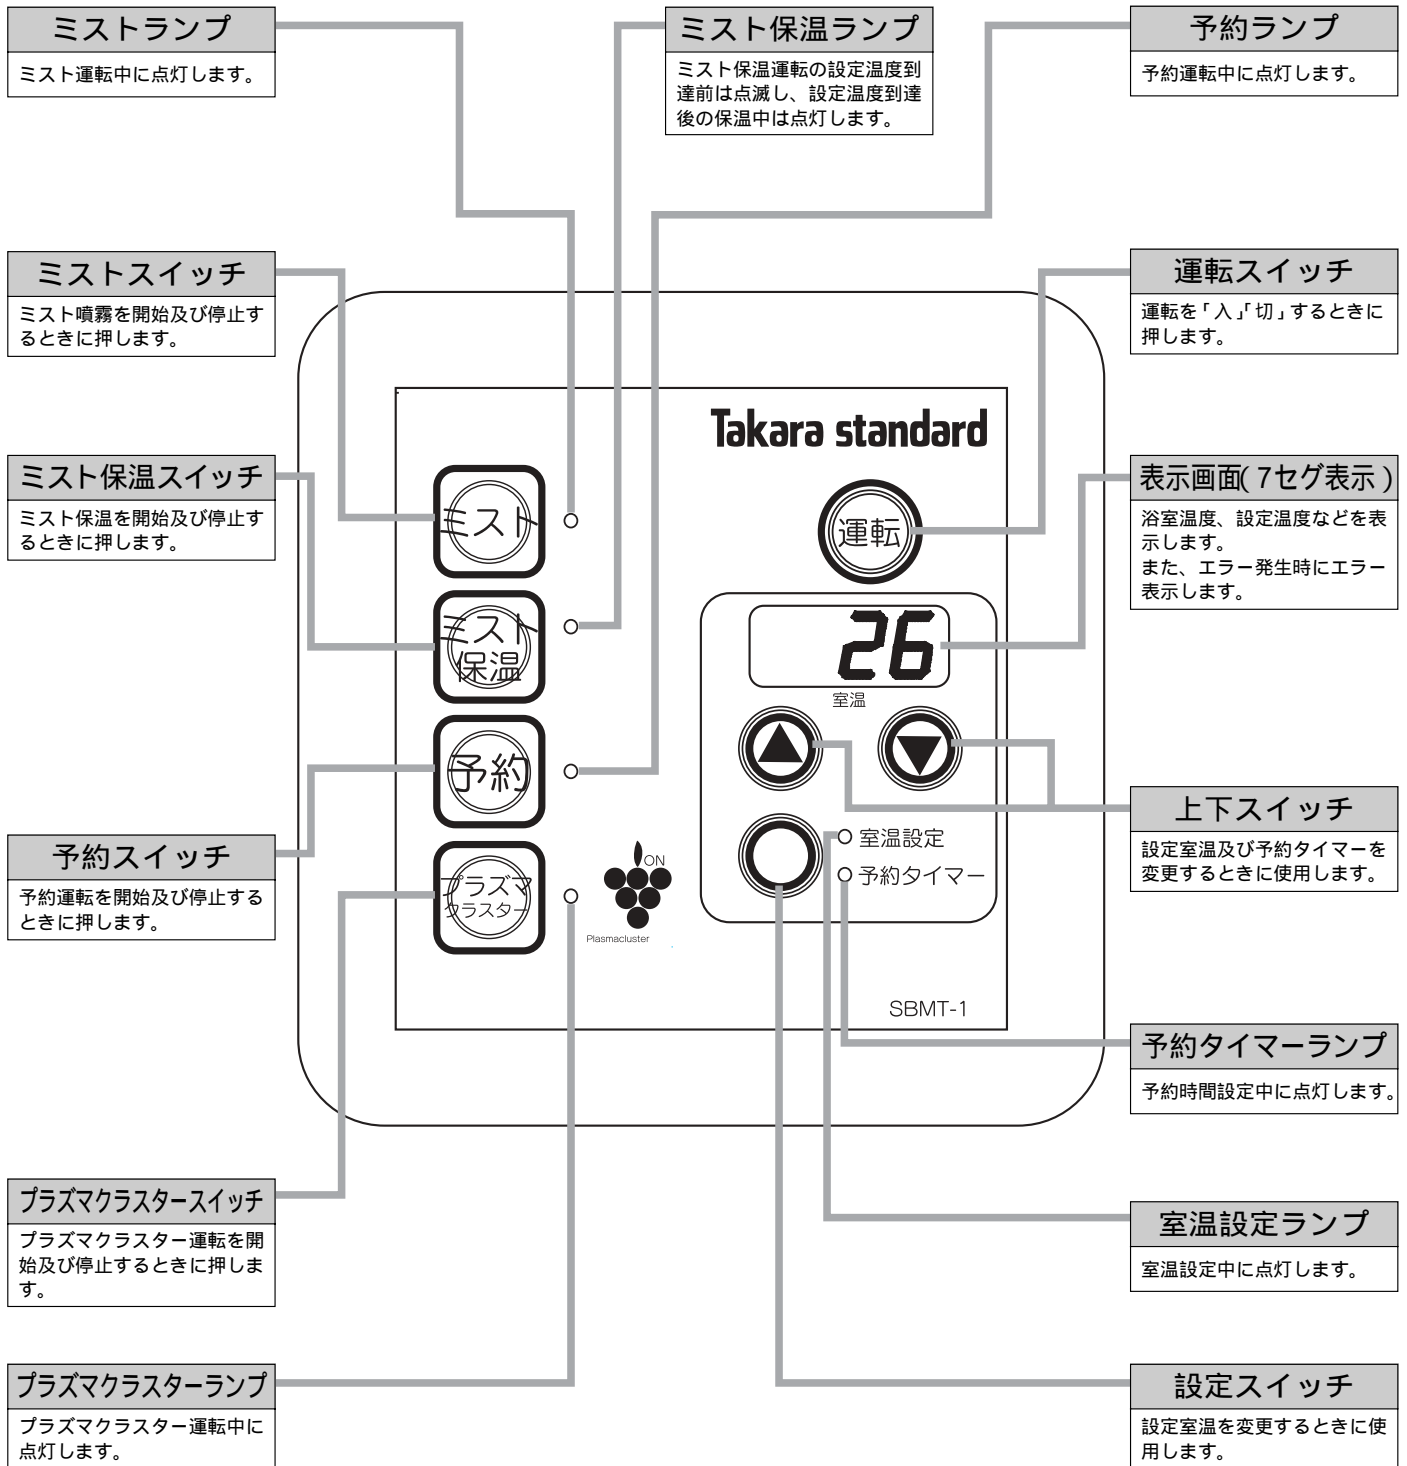 ミストランプ
ミスト運転中に点灯します。
ミスト保温ランプ
ミスト保温運転の設定温度到
達前は点滅し、設定温度到達
後の保温中は点灯します。
予約ランプ
予約運転中に点灯します。
ミストスイッチ
ミスト噴霧を開始及び停止す
るときに押します。
運転スイッチ
運転を「入」「切」するときに
押します。
ミスト保温スイッチ
ミスト保温を開始及び停止す
るときに押します。
表示画面(7セグ表示)
浴室温度、設定温度などを表
示します。
また、エラー発生時にエラー
表示します。
Takara standard
ミスト
運転
ミスト
保温
26
室温
予約
室温設定
予約タイマー
プラズマ
クラスター
ON
Plasmacluster
SBMT-1
予約スイッチ
予約運転を開始及び停止する
ときに押します。
上下スイッチ
設定室温及び予約タイマーを
変更するときに使用します。
予約タイマーランプ
予約時間設定中に点灯します。
プラズマクラスタースイッチ
プラズマクラスター運転を開
始及び停止するときに押しま
す。
室温設定ランプ
室温設定中に点灯します。
プラズマクラスターランプ
プラズマクラスター運転中に
点灯します。
設定スイッチ
設定室温を変更するときに使
用します。